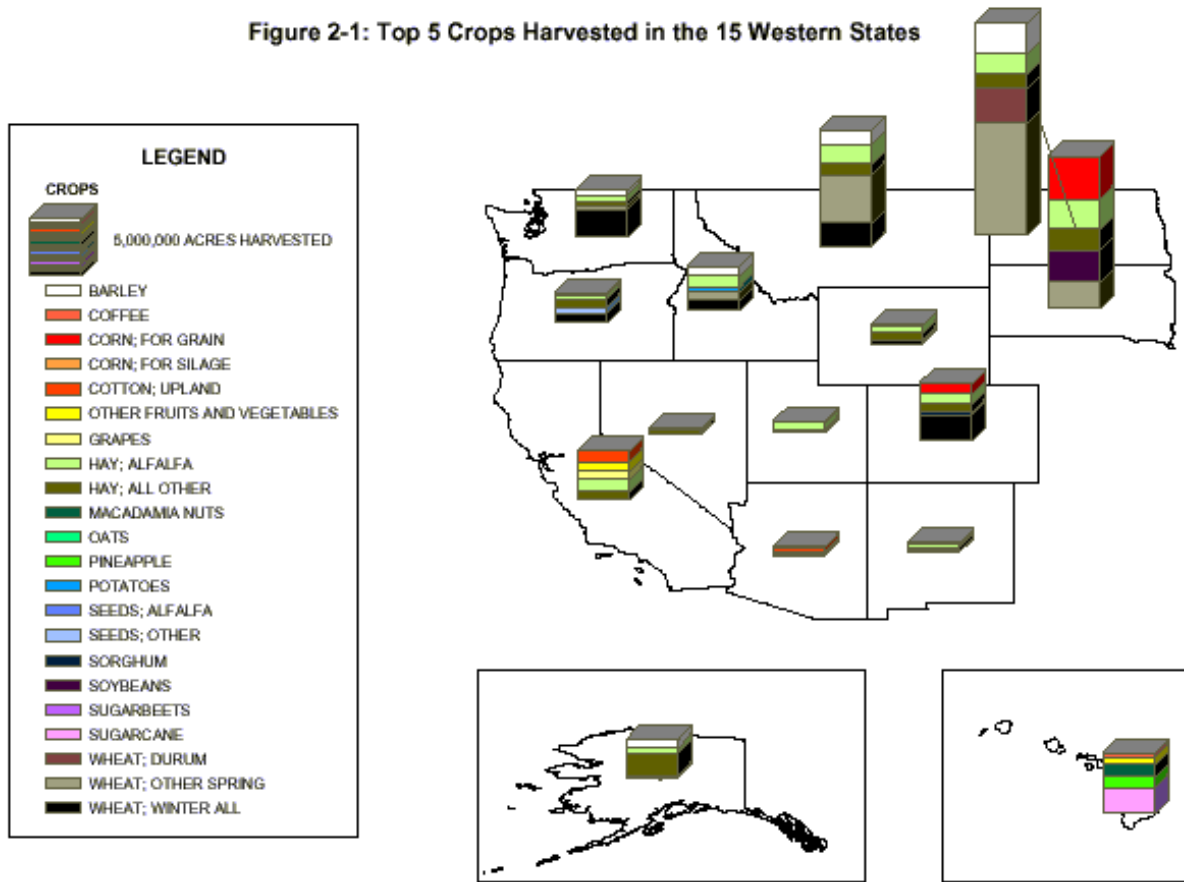 Figure 2-1: Top 5 Crops Harvested in the 15 Western States
LEGEND
CROPS
5,000,000 ACRES HARVESTED
BARLEY
COFFEE
CORN; FOR GRAIN
CORN; FOR SILAGE
COTTON; UPLAND
OTHER FRUITS AND VEGETABLES
GRAPES
HAY; ALFALFA
HAY; ALL OTHER
MACADAMIA NUTS
OATS
PINEAPPLE
POTATOES
SEEDS; ALFALFA
SEEDS; OTHER
SORGHUM
SOYBEANS
SUGARBEETS
SUGARCANE
WHEAT; DURUM
WHEAT; OTHER SPRING
WHEAT; WINTER ALL